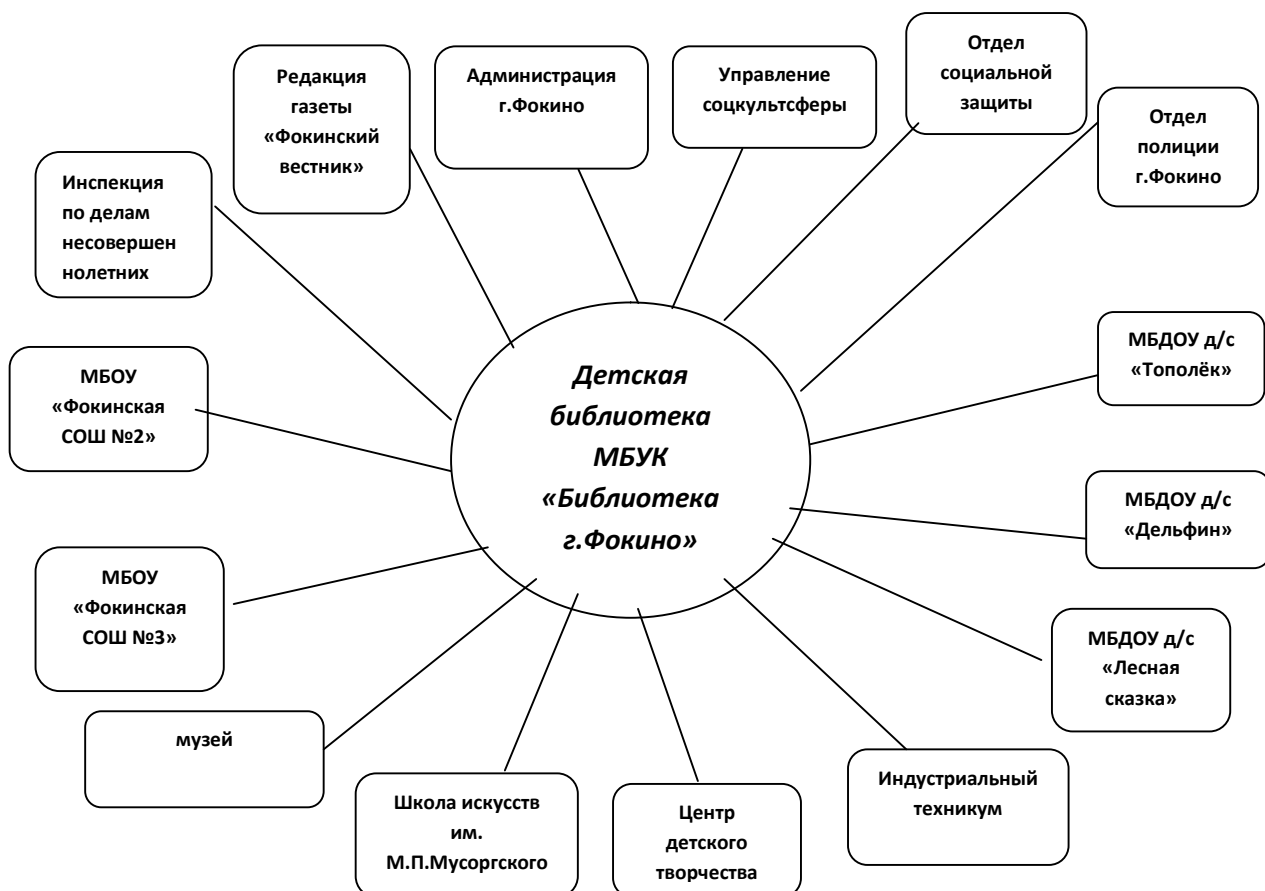 Редакция
газеты
«Фокинский
вестник»
Администрация
г.Фокино
Управление
соцкультсферы
Отдел
социальной
защиты
Отдел
полиции
г.Фокино
Инспекция
по делам
несовершен
нолетних
МБОУ
«Фокинская
СОШ №2»
МБОУ
«Фокинская
СОШ №3»
Детская
библиотека
МБУК
«Библиотека
г.Фокино»
МБДОУ д/с
«Тополёк»
МБДОУ д/с
«Дельфин»
МБДОУ д/с
«Лесная
сказка»
музей
Школа искусств
им.
М.П.Мусоргского
Центр
детского
творчества
Индустриальный
техникум